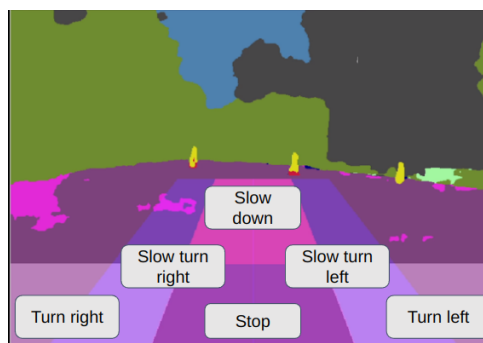 Slow
down
Slow turn
right
Slow turn
left
Turn right
Stop
Turn left